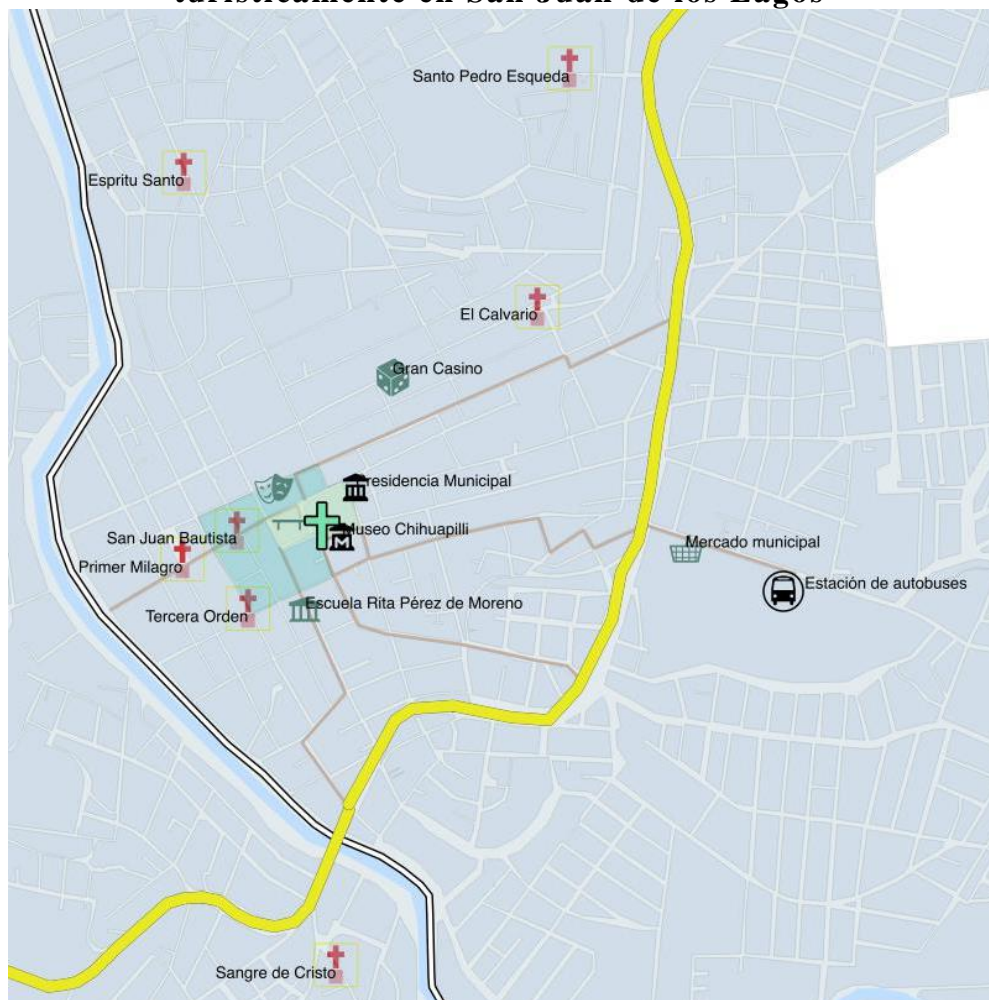 turísticamente en San Juan de los Lagos
Santo Pedro Esqueda
Espritu Santo
El Calvario
Gran Casino
Presidencia Municipal
San Juan Bautista
Museo Chihuapilli
Mercado municipal
Primer Milagro
Estación de autobuses
Escuela Rita Pérez de Moreno
Tercera Orden
Sangre de Cristo